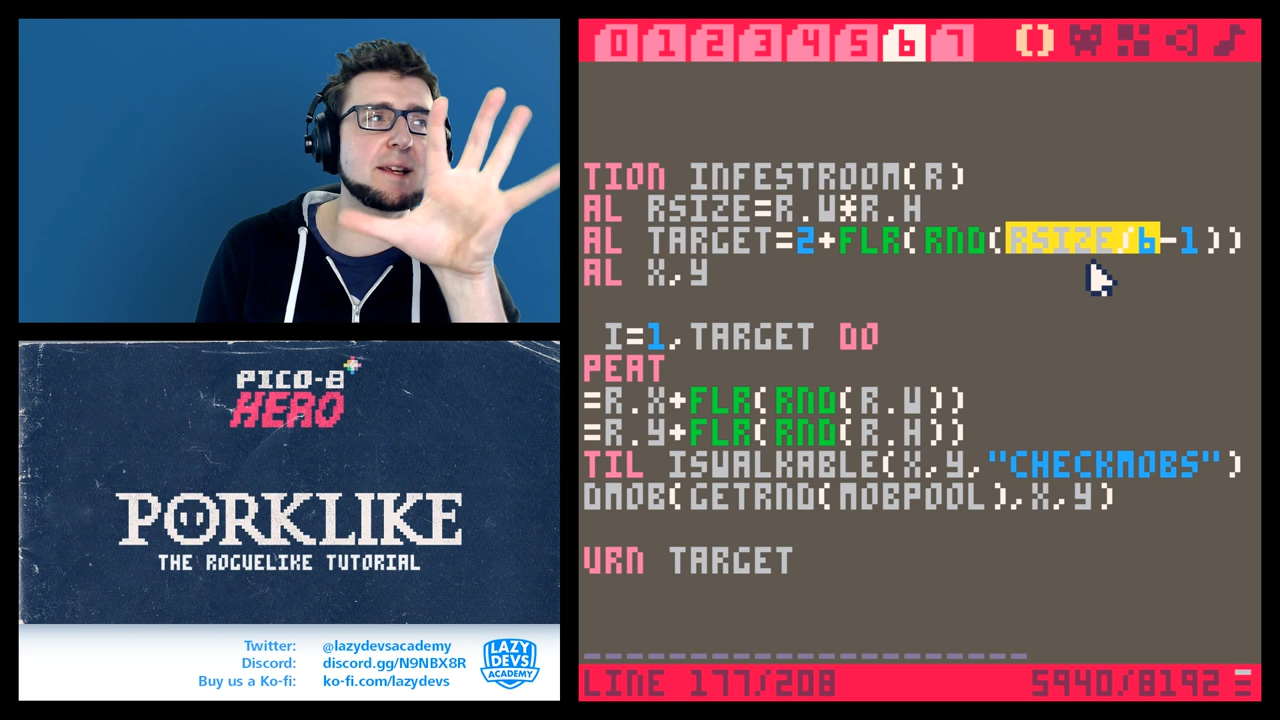 PICO-8
HERO
PORKLIKE
THE ROGUELIKE TUTORIAL
Twitter: @lazydevsacademy
Discord: discord.gg/N9NBX8R
Buy us a Ko-fi: ko-fi.com/lazydevs
LAZY
DEVS
ACADEMY
0 1 2 3 4 5 6 7
TION INFESTROOM(R)
AL RSIZE=R.W*R.H
AL TARGET=2+FLR(RND(RSIZE/6-1))
AL X,Y
I=1,TARGET DO
PEAT
=R.X+FLR(RND(R.W))
=R.Y+FLR(RND(R.H))
TIL ISWALKABLE(X,Y,"CHECKMOBS")
DMOB(GETRND(MOBPOOL),X,Y)
URN TARGET
LINE 177/208 5940/8192